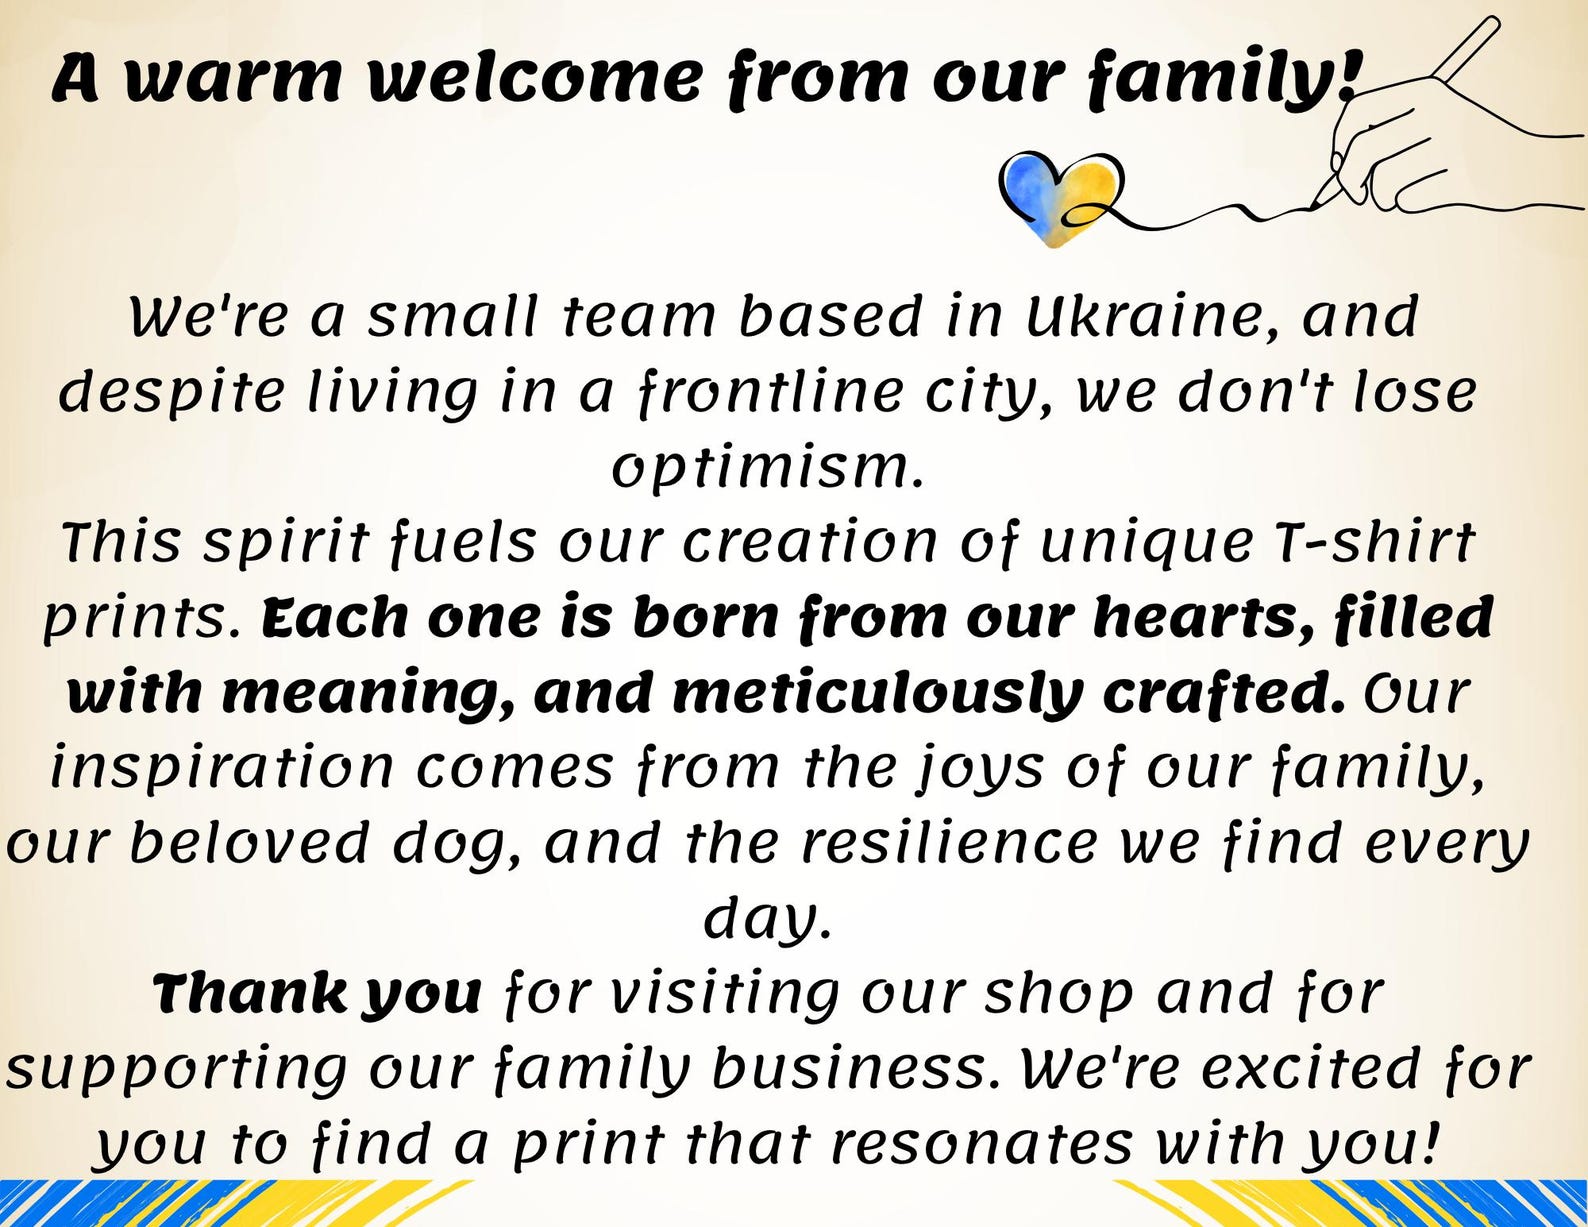 A warm welcome from our family!
We're a small team based in Ukraine, and
despite living in a frontline city, we don't lose
optimism.
This spirit fuels our creation of unique T-shirt
prints. Each one is born from our hearts, filled
with meaning, and meticulously crafted. Our
inspiration comes from the joys of our family,
our beloved dog, and the resilience we find every
day.
Thank you for visiting our shop and for
supporting our family business. We're excited for
you to find a print that resonates with you!